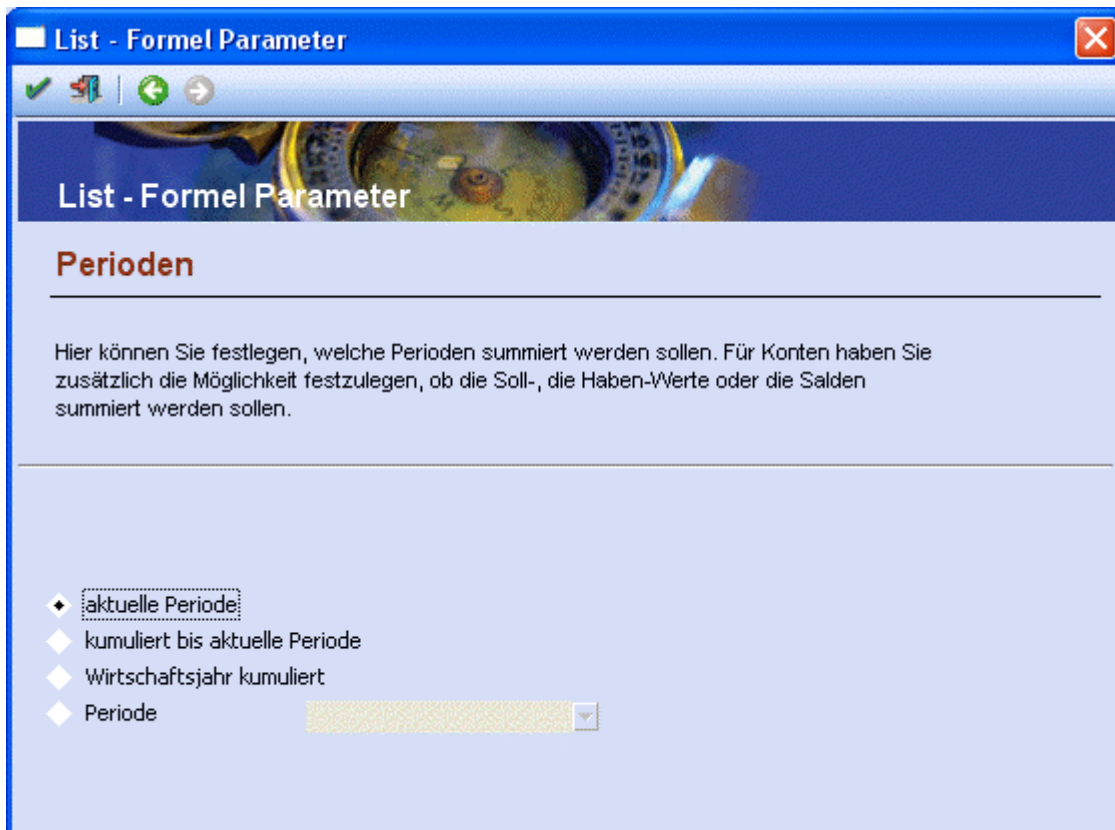 List - Formel Parameter
List - Formel Parameter
Perioden
Hier können Sie festlegen, welche Perioden summiert werden sollen. Für Konten haben Sie
zusätzlich die Möglichkeit festzulegen, ob die Soll-, die Haben-Werte oder die Salden
summiert werden sollen.
aktuelle Periode
kumuliert bis aktuelle Periode
Wirtschaftsjahr kumuliert
Periode